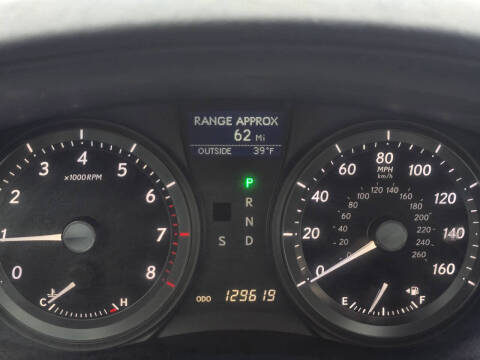 RANGE APPROX
62 Mi
OUTSIDE 39°F
x1000RPM
0 1 2 3 4 5 6 7 8
C H
P
R
N
S D
ODO 129619
MPH
km/h
0 20 40 60 80 100 120 140 160
0 20 40 60 80 100 120 140 160 180 200 220 240 260
E F